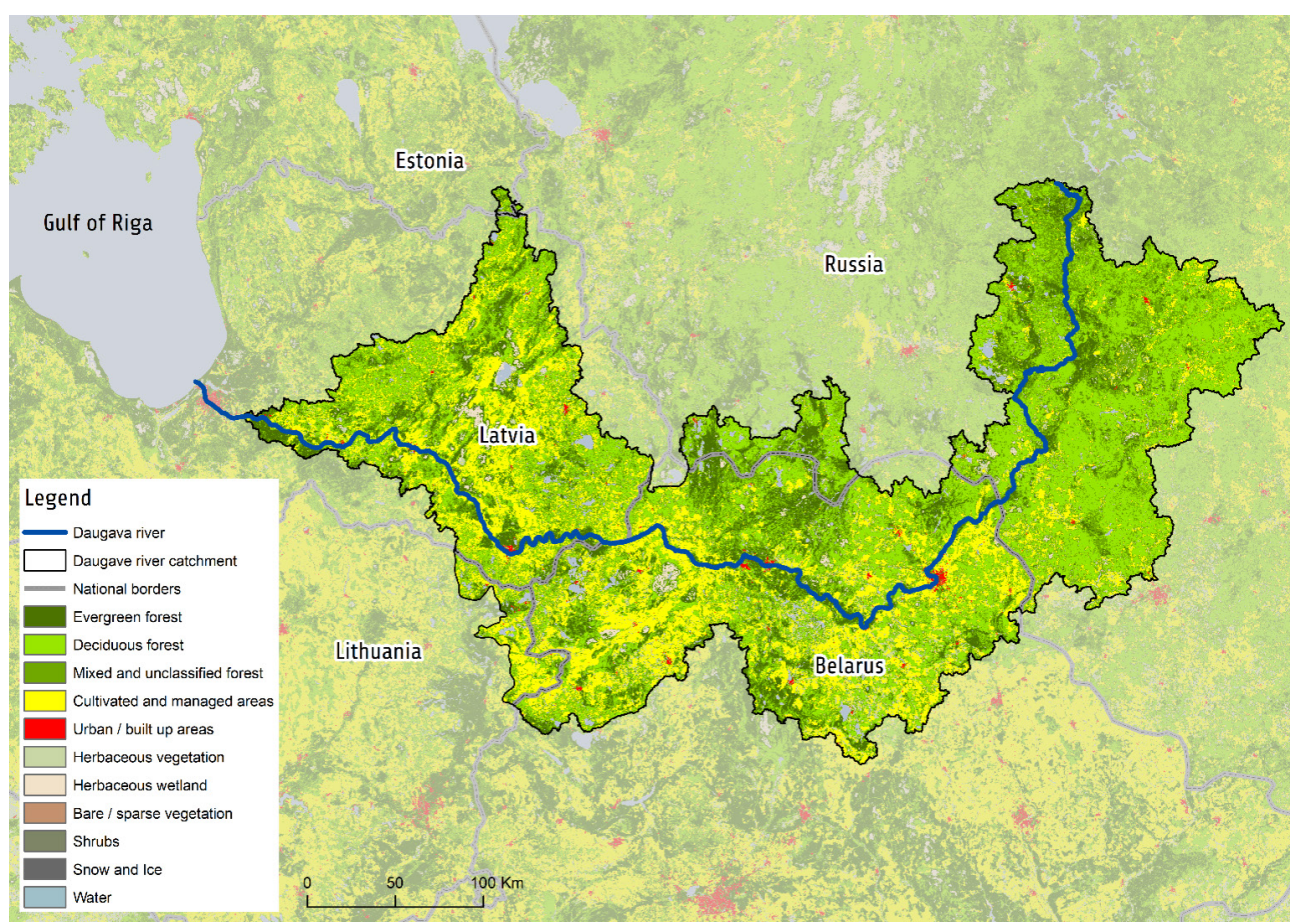 Estonia
Gulf of Riga
Russia
Latvia
Lithuania
Belarus
Legend
Daugava river
Daugave river catchment
National borders
Evergreen forest
Deciduous forest
Mixed and unclassified forest
Cultivated and managed areas
Urban / built up areas
Herbaceous vegetation
Herbaceous wetland
Bare / sparse vegetation
Shrubs
Snow and Ice
Water
0 50 100 Km